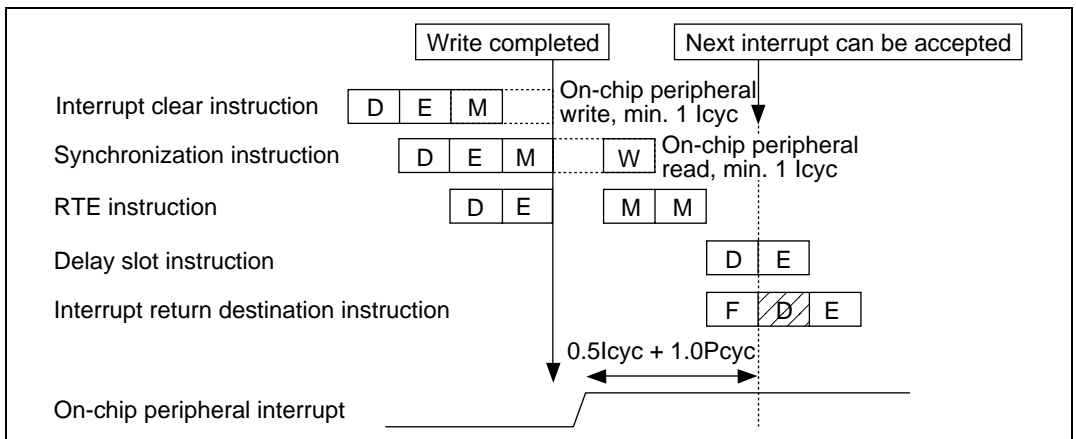 Write completed
Next interrupt can be accepted
Interrupt clear instruction
D E M
On-chip peripheral
write, min. 1 Icyc
Synchronization instruction
D E M W
On-chip peripheral
read, min. 1 Icyc
RTE instruction
D E M M
Delay slot instruction
D E
Interrupt return destination instruction
F D E
0.5Icyc + 1.0Pcyc
On-chip peripheral interrupt